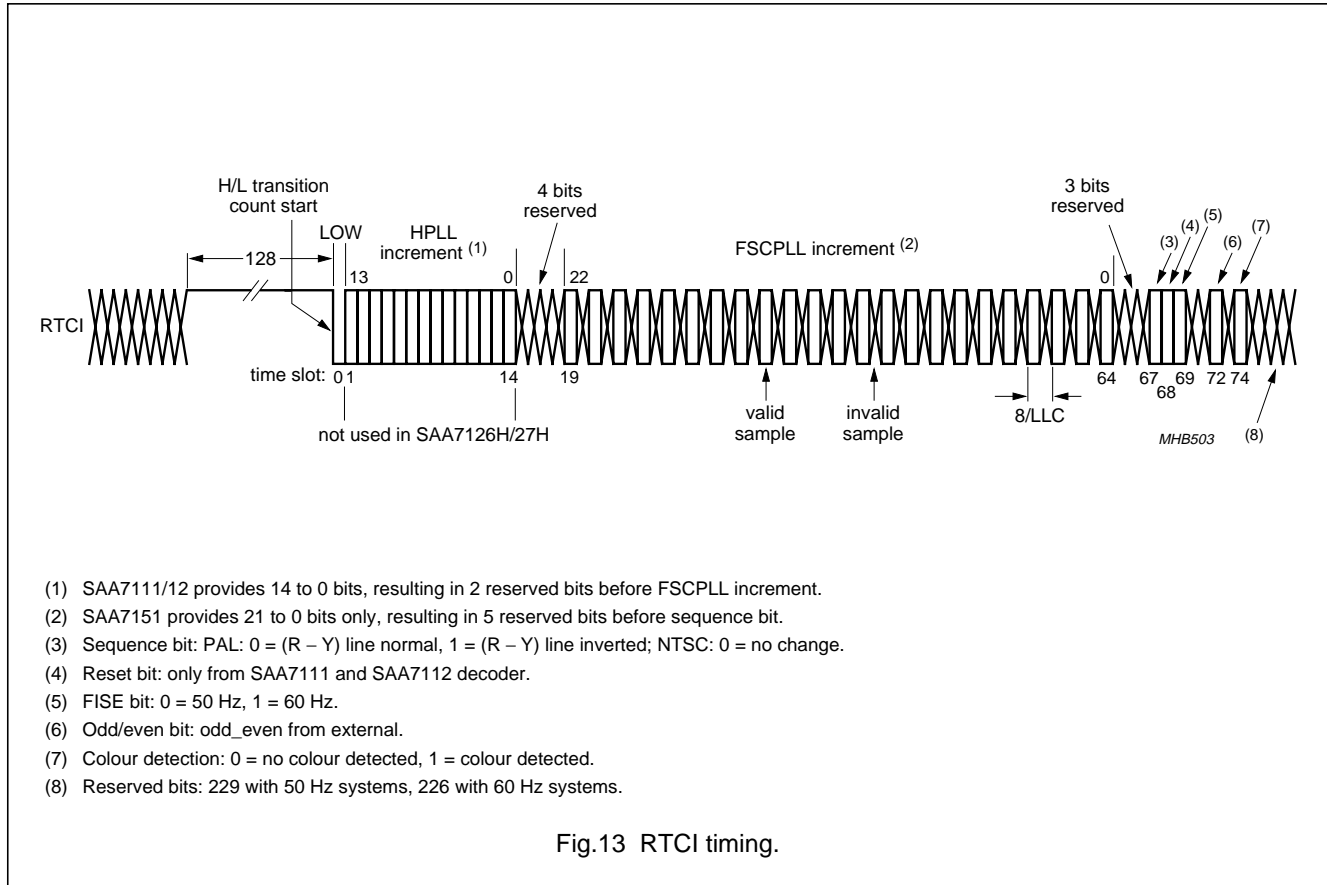 H/L transition
count start
4 bits
reserved
3 bits
reserved
(5)
(4)
(7)
LOW
HPLL
increment (1)
FSCPLL increment (2)
(3)
(6)
128
13
0
22
0
RTCI
time slot:
0 1
14
19
64
67
69
72
74
68
not used in SAA7126H/27H
valid
sample
invalid
sample
8/LLC
MHB503
(8)
(1) SAA7111/12 provides 14 to 0 bits, resulting in 2 reserved bits before FSCPLL increment.
(2) SAA7151 provides 21 to 0 bits only, resulting in 5 reserved bits before sequence bit.
(3) Sequence bit: PAL: 0 = (R − Y) line normal, 1 = (R − Y) line inverted; NTSC: 0 = no change.
(4) Reset bit: only from SAA7111 and SAA7112 decoder.
(5) FISE bit: 0 = 50 Hz, 1 = 60 Hz.
(6) Odd/even bit: odd_even from external.
(7) Colour detection: 0 = no colour detected, 1 = colour detected.
(8) Reserved bits: 229 with 50 Hz systems, 226 with 60 Hz systems.
Fig.13 RTCI timing.